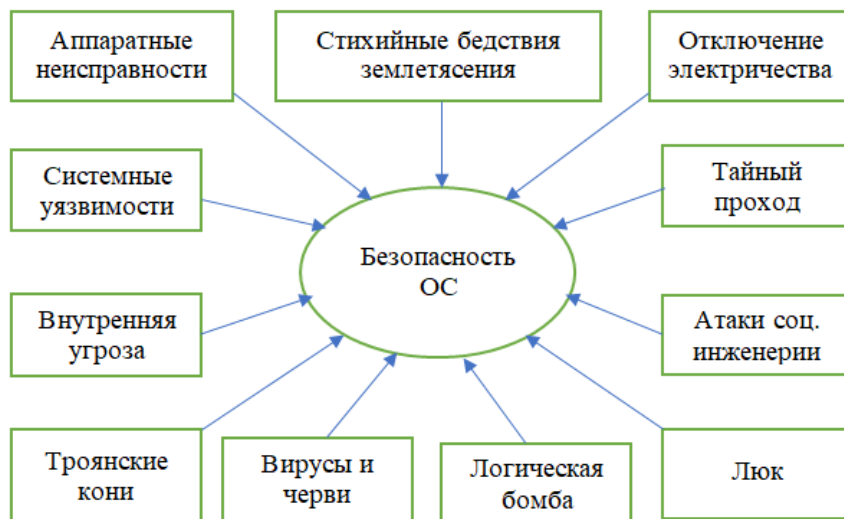 Аппаратные
неисправности
Стихийные бедствия
землетясения
Отключение
электричества
Системные
уязвимости
Тайный
проход
Безопасность
ОС
Внутренняя
угроза
Атаки соц.
инженерии
Троянские
кони
Вирусы и
черви
Логическая
бомба
Люк